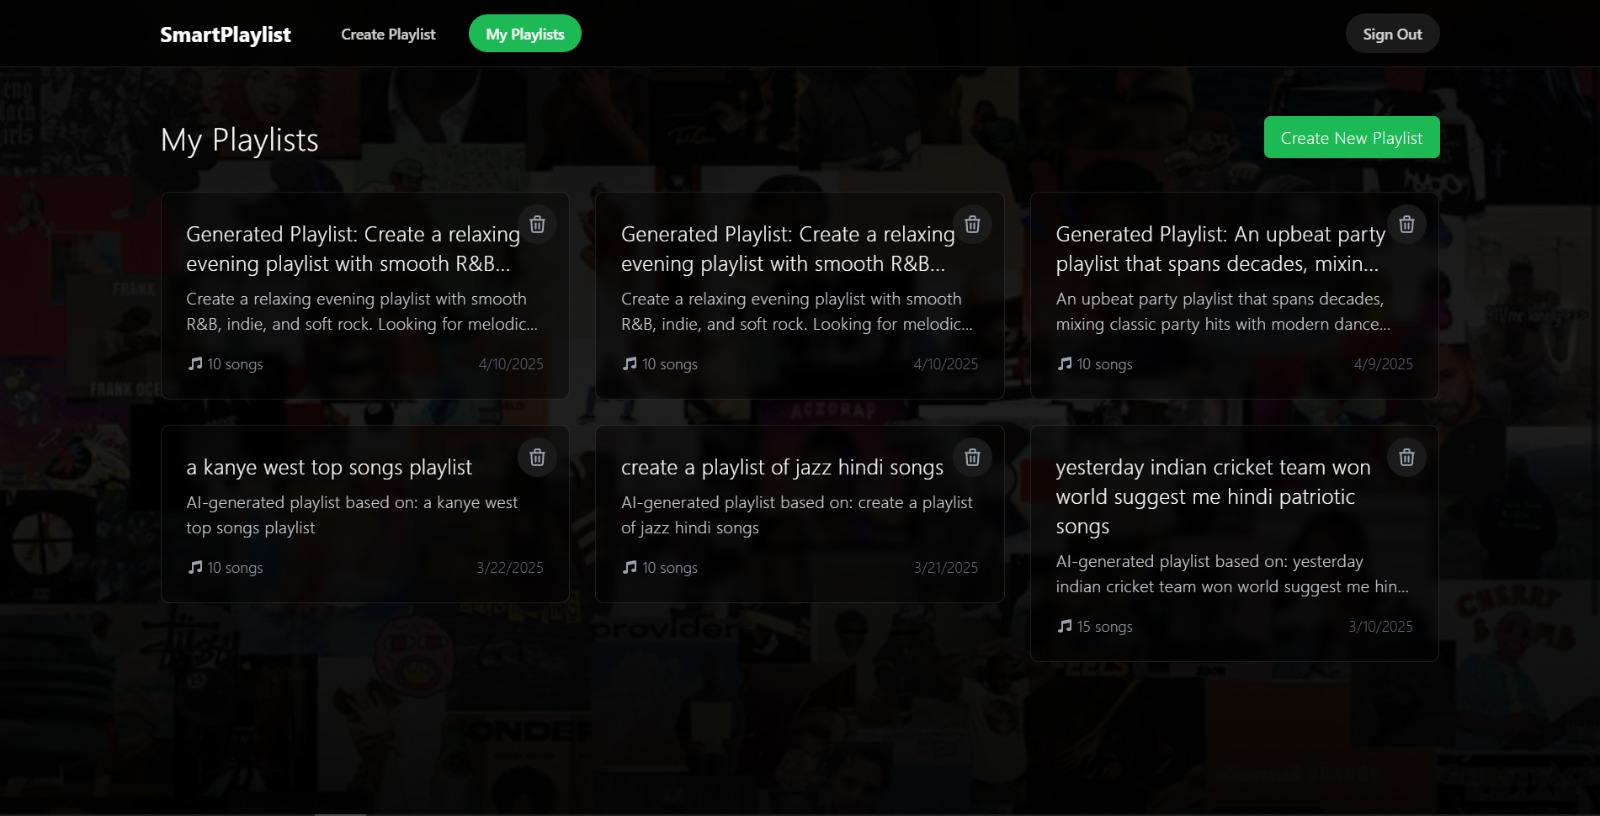 SmartPlaylist
Create Playlist
My Playlists
Sign Out
My Playlists
Create New Playlist
Generated Playlist: Create a relaxing
evening playlist with smooth R&B...
Create a relaxing evening playlist with smooth
R&B, indie, and soft rock. Looking for melodic...
10 songs
4/10/2025
Generated Playlist: Create a relaxing
evening playlist with smooth R&B...
Create a relaxing evening playlist with smooth
R&B, indie, and soft rock. Looking for melodic...
10 songs
4/10/2025
Generated Playlist: An upbeat party
playlist that spans decades, mixin...
An upbeat party playlist that spans decades,
mixing classic party hits with modern dance...
10 songs
4/9/2025
a kanye west top songs playlist
AI-generated playlist based on: a kanye west
top songs playlist
10 songs
3/22/2025
create a playlist of jazz hindi songs
AI-generated playlist based on: create a playlist
of jazz hindi songs
10 songs
3/21/2025
yesterday indian cricket team won
world suggest me hindi patriotic
songs
AI-generated playlist based on: yesterday
indian cricket team won world suggest me hin...
15 songs
3/10/2025
FRANK
FRANK OCE
ACIDRAP
provider
CHERRY